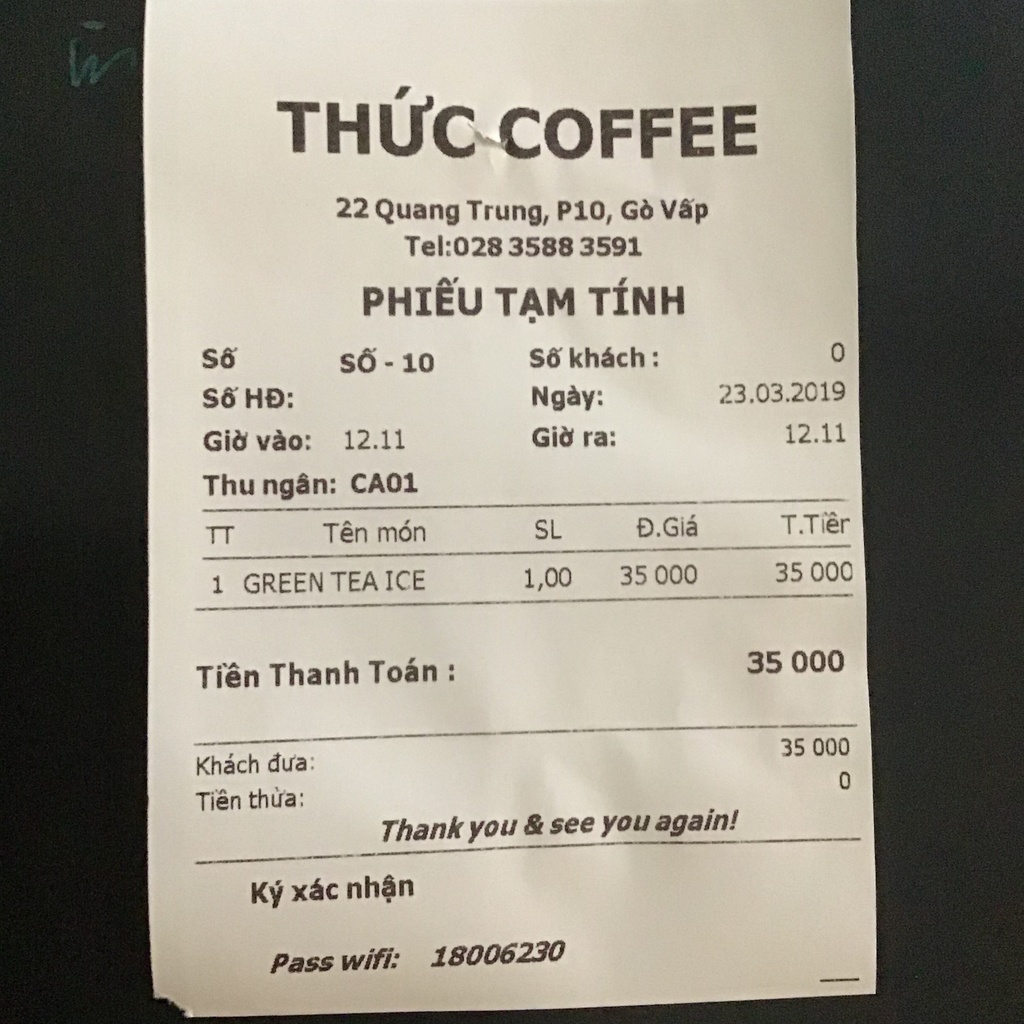 THỨC COFFEE
22 Quang Trung, P10, Gò Vấp
Tel:028 3588 3591
PHIẾU TẠM TÍNH
Số SỐ - 10 Số khách : 0
Số HĐ: Ngày: 23.03.2019
Giờ vào: 12.11 Giờ ra: 12.11
Thu ngân: CA01
TT Tên món SL Đ.Giá T.Tiền
1 GREEN TEA ICE 1,00 35 000 35 000
Tiền Thanh Toán : 35 000
Khách đưa: 35 000
Tiền thừa: 0
Thank you & see you again!
Ký xác nhận
Pass wifi: 18006230